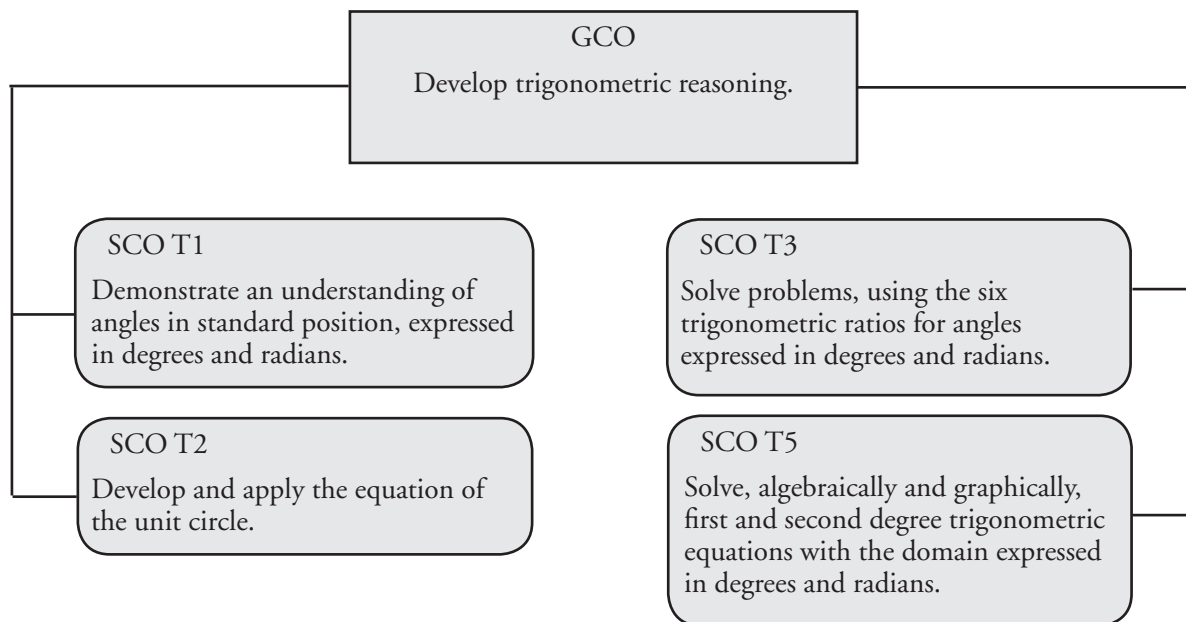 GCO
Develop trigonometric reasoning.
SCO T1
Demonstrate an understanding of
angles in standard position, expressed
in degrees and radians.
SCO T2
Develop and apply the equation of
the unit circle.
SCO T3
Solve problems, using the six
trigonometric ratios for angles
expressed in degrees and radians.
SCO T5
Solve, algebraically and graphically,
first and second degree trigonometric
equations with the domain expressed
in degrees and radians.